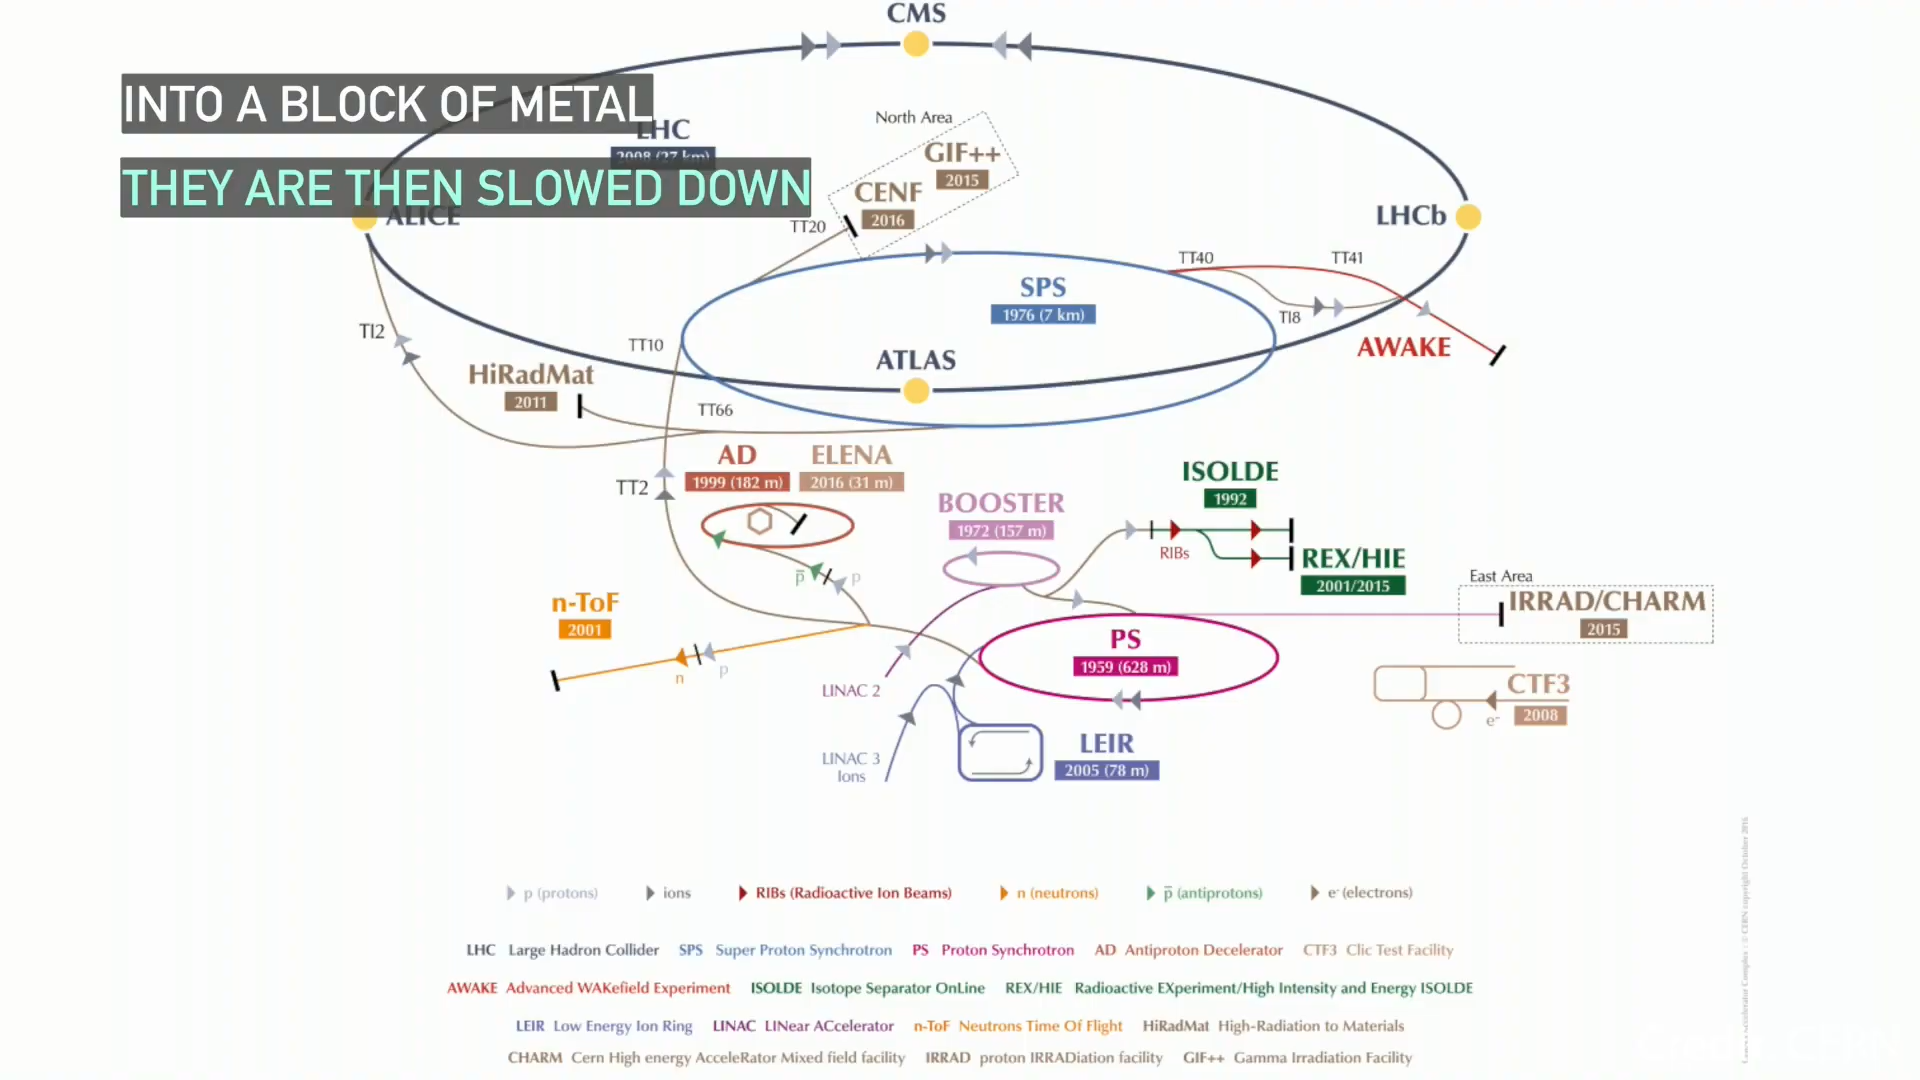 CMS
INTO A BLOCK OF METAL
LHC
2008 (27 km)
THEY ARE THEN SLOWED DOWN
North Area
GIF++
2015
CENF
2016
TT20
ALICE
LHCb
TT40
TT41
SPS
1976 (7 km)
TI8
TI2
TT10
AWAKE
ATLAS
HiRadMat
2011
TT66
AD
1999 (182 m)
ELENA
2016 (31 m)
TT2
ISOLDE
1992
BOOSTER
1972 (157 m)
RIBs
REX/HIE
2001/2015
p̅
p
East Area
IRRAD/CHARM
2015
n-ToF
2001
PS
1959 (628 m)
n
p
LINAC 2
CTF3
2008
e-
LEIR
2005 (78 m)
LINAC 3
Ions
p (protons) ions RIBs (Radioactive Ion Beams) n (neutrons) p̅ (antiprotons) e- (electrons)
LHC Large Hadron Collider SPS Super Proton Synchrotron PS Proton Synchrotron AD Antiproton Decelerator CTF3 Clic Test Facility
AWAKE Advanced WAKefield Experiment ISOLDE Isotope Separator OnLine REX/HIE Radioactive EXperiment/High Intensity and Energy ISOLDE
LEIR Low Energy Ion Ring LINAC LINear ACcelerator n-ToF Neutrons Time Of Flight HiRadMat High-Radiation to Materials
CHARM Cern High energy AcceleRator Mixed field facility IRRAD proton IRRADiation facility GIF++ Gamma Irradiation Facility